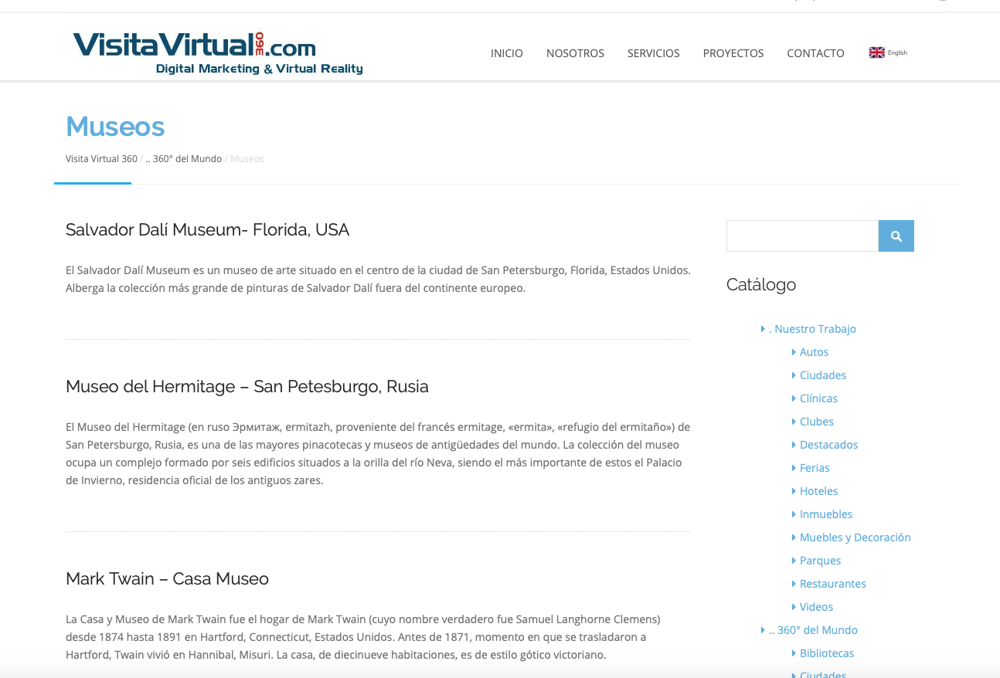 VisitaVirtual360.com
Digital Marketing & Virtual Reality
INICIO NOSOTROS SERVICIOS PROYECTOS CONTACTO English
Museos
Visita Virtual 360 / .. 360° del Mundo / Museos
Salvador Dalí Museum- Florida, USA
El Salvador Dalí Museum es un museo de arte situado en el centro de la ciudad de San Petersburgo, Florida, Estados Unidos.
Alberga la colección más grande de pinturas de Salvador Dalí fuera del continente europeo.
Museo del Hermitage – San Petesburgo, Rusia
El Museo del Hermitage (en ruso Эрмитаж, ermitazh, proveniente del francés ermitage, «ermita», «refugio del ermitaño») de
San Petersburgo, Rusia, es una de las mayores pinacotecas y museos de antigüedades del mundo. La colección del museo
ocupa un complejo formado por seis edificios situados a la orilla del río Neva, siendo el más importante de estos el Palacio
de Invierno, residencia oficial de los antiguos zares.
Mark Twain – Casa Museo
La Casa y Museo de Mark Twain fue el hogar de Mark Twain (cuyo nombre verdadero fue Samuel Langhorne Clemens)
desde 1874 hasta 1891 en Hartford, Connecticut, Estados Unidos. Antes de 1871, momento en que se trasladaron a
Hartford, Twain vivió en Hannibal, Misuri. La casa, de diecinueve habitaciones, es de estilo gótico victoriano.
Catálogo
. Nuestro Trabajo
Autos
Ciudades
Clínicas
Clubes
Destacados
Ferias
Hoteles
Inmuebles
Muebles y Decoración
Parques
Restaurantes
Videos
.. 360° del Mundo
Bibliotecas
Ciudades